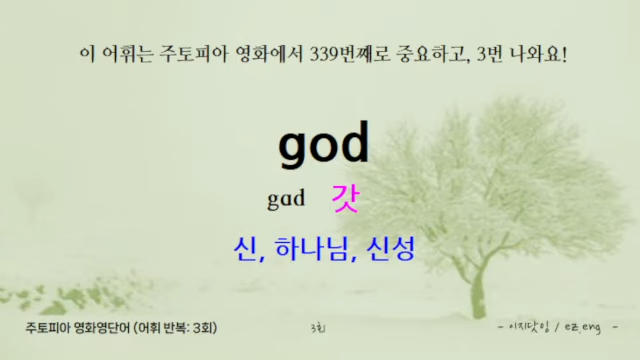 이 어휘는 주토피아 영화에서 339번째로 중요하고, 3번 나와요!
god
gad 갓
신, 하나님, 신성
주토피아 영화영단어 (어휘 반복: 3회) 3회 - 이지닷잉 / ez.eng -